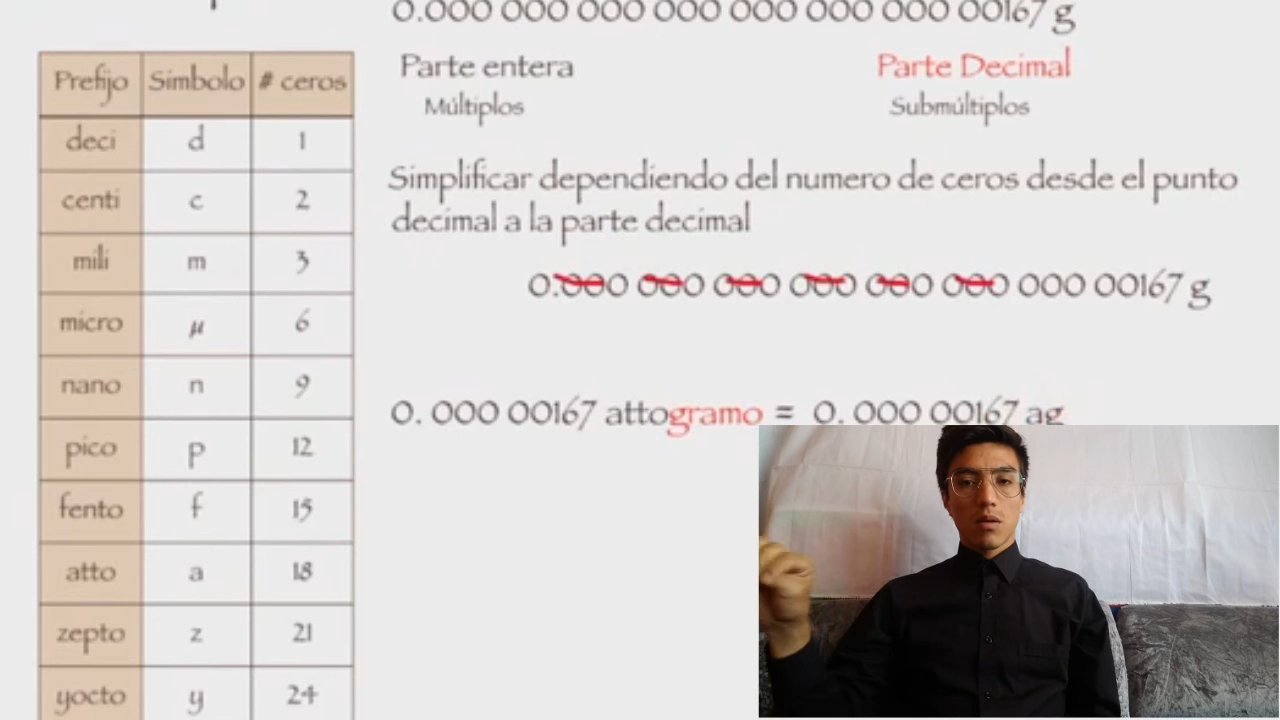 0.000 000 000 000 000 000 000 00167 g
Prefijo Simbolo # ceros
deci d 1
centi c 2
mili m 3
micro μ 6
nano n 9
pico p 12
fento f 15
atto a 18
zepto z 21
yocto y 24
Parte entera Parte Decimal
Múltiplos Submúltiplos
Simplificar dependiendo del numero de ceros desde el punto
decimal a la parte decimal
0.000 000 000 000 000 000 000 00167 g
0. 000 00167 attogramo = 0. 000 00167 ag